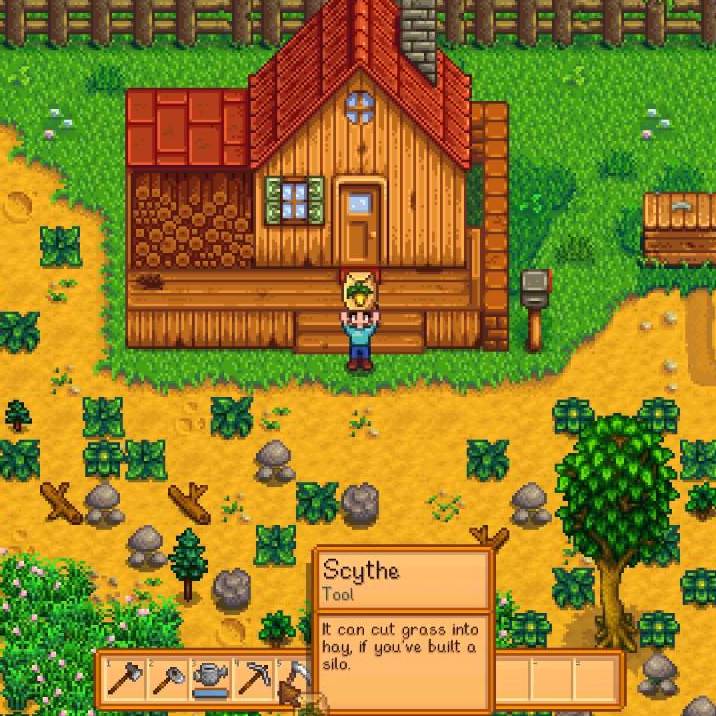 Scythe
Tool
It can cut grass into
hay, if you've built a
silo.
1 2 3 4 5